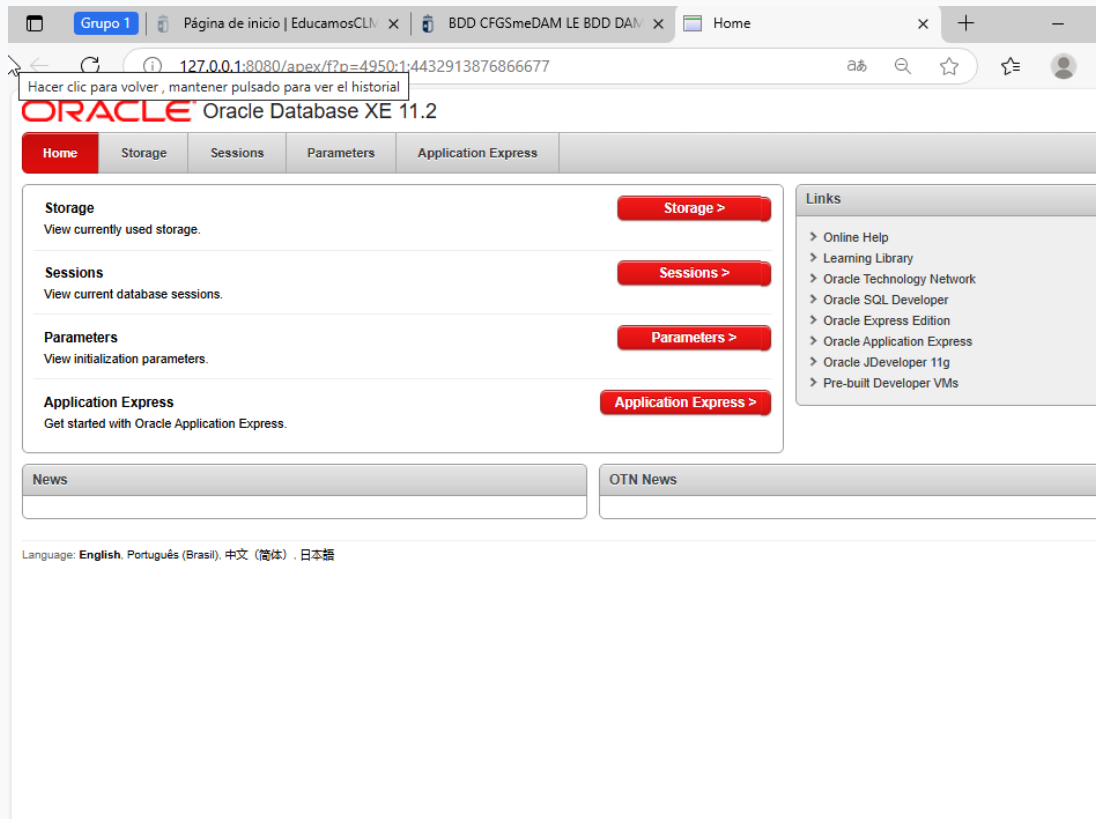 Grupo 1
Página de inicio | EducamosCLM
BDD CFGSmeDAM LE BDD DAM
Home
127.0.0.1:8080/apex/f?p=4950:1:4432913876866677
Hacer clic para volver , mantener pulsado para ver el historial
ORACLE Oracle Database XE 11.2
Home
Storage
Sessions
Parameters
Application Express
Storage
View currently used storage.
Storage >
Sessions
View current database sessions.
Sessions >
Parameters
View initialization parameters.
Parameters >
Application Express
Get started with Oracle Application Express.
Application Express >
Links
> Online Help
> Learning Library
> Oracle Technology Network
> Oracle SQL Developer
> Oracle Express Edition
> Oracle Application Express
> Oracle JDeveloper 11g
> Pre-built Developer VMs
News
OTN News
Language: English, Português (Brasil), 中文（简体）, 日本語